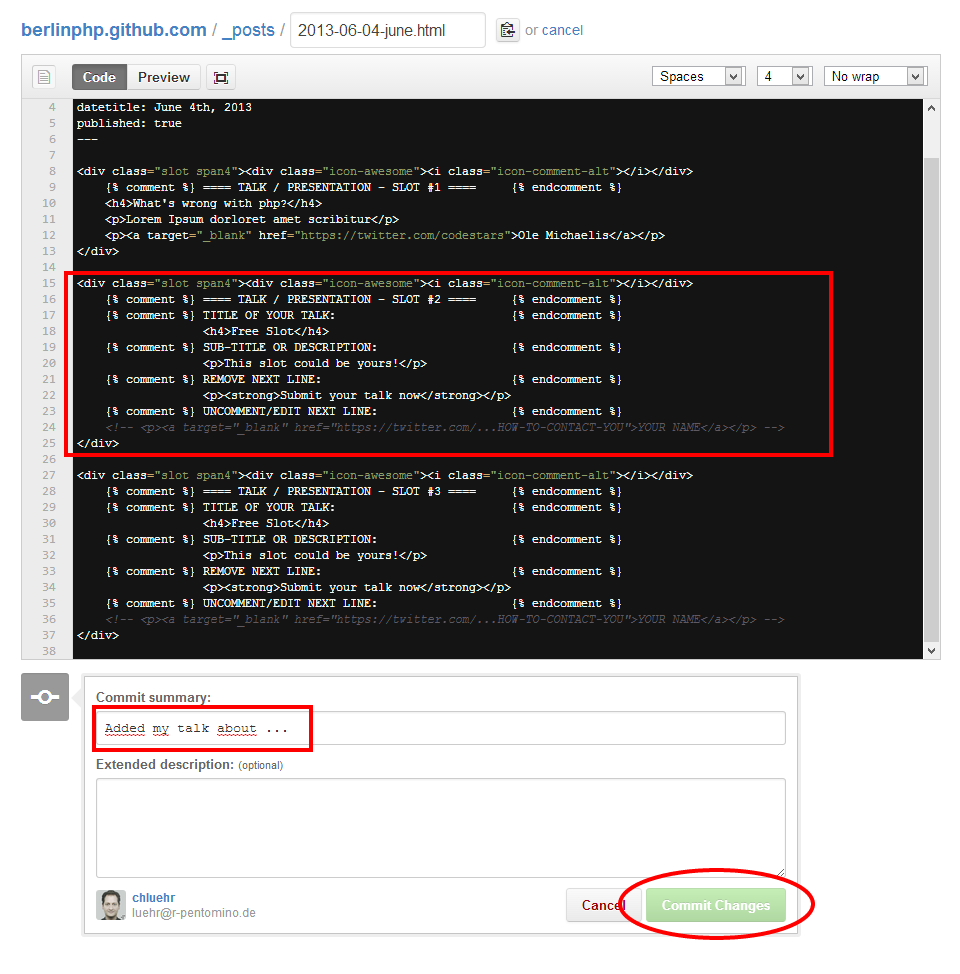 berlinphp.github.com / _posts / 2013-06-04-june.html or cancel
Code Preview Spaces 4 No wrap
4 datetitle: June 4th, 2013
5 published: true
6 ---
7
8 <div class="slot span4"><div class="icon-awesome"><i class="icon-comment-alt"></i></div>
9     {% comment %} ==== TALK / PRESENTATION - SLOT #1 ====     {% endcomment %}
10     <h4>What's wrong with php?</h4>
11     <p>Lorem Ipsum dorloret amet scribitur</p>
12     <p><a target="_blank" href="https://twitter.com/codestars">Ole Michaelis</a></p>
13 </div>
14
15 <div class="slot span4"><div class="icon-awesome"><i class="icon-comment-alt"></i></div>
16     {% comment %} ==== TALK / PRESENTATION - SLOT #2 ====     {% endcomment %}
17     {% comment %} TITLE OF YOUR TALK:                         {% endcomment %}
18                   <h4>Free Slot</h4>
19     {% comment %} SUB-TITLE OR DESCRIPTION:                   {% endcomment %}
20                   <p>This slot could be yours!</p>
21     {% comment %} REMOVE NEXT LINE:                           {% endcomment %}
22                   <p><strong>Submit your talk now</strong></p>
23     {% comment %} UNCOMMENT/EDIT NEXT LINE:                   {% endcomment %}
24     <!-- <p><a target="_blank" href="https://twitter.com/...HOW-TO-CONTACT-YOU">YOUR NAME</a></p> -->
25 </div>
26
27 <div class="slot span4"><div class="icon-awesome"><i class="icon-comment-alt"></i></div>
28     {% comment %} ==== TALK / PRESENTATION - SLOT #3 ====     {% endcomment %}
29     {% comment %} TITLE OF YOUR TALK:                         {% endcomment %}
30                   <h4>Free Slot</h4>
31     {% comment %} SUB-TITLE OR DESCRIPTION:                   {% endcomment %}
32                   <p>This slot could be yours!</p>
33     {% comment %} REMOVE NEXT LINE:                           {% endcomment %}
34                   <p><strong>Submit your talk now</strong></p>
35     {% comment %} UNCOMMENT/EDIT NEXT LINE:                   {% endcomment %}
36     <!-- <p><a target="_blank" href="https://twitter.com/...HOW-TO-CONTACT-YOU">YOUR NAME</a></p> -->
37 </div>
38
Commit summary:
Added my talk about ...
Extended description: (optional)
chluehr
luehr@r-pentomino.de
Cancel Commit Changes